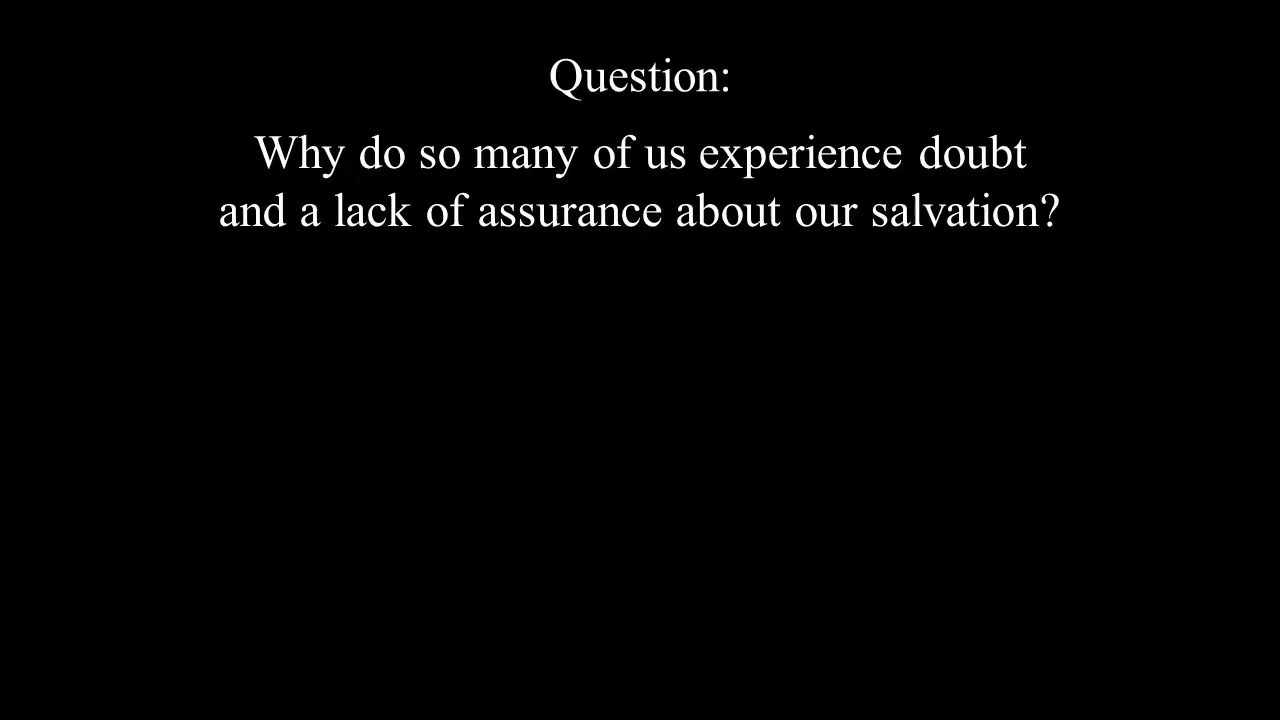 Question:
Why do so many of us experience doubt
and a lack of assurance about our salvation?